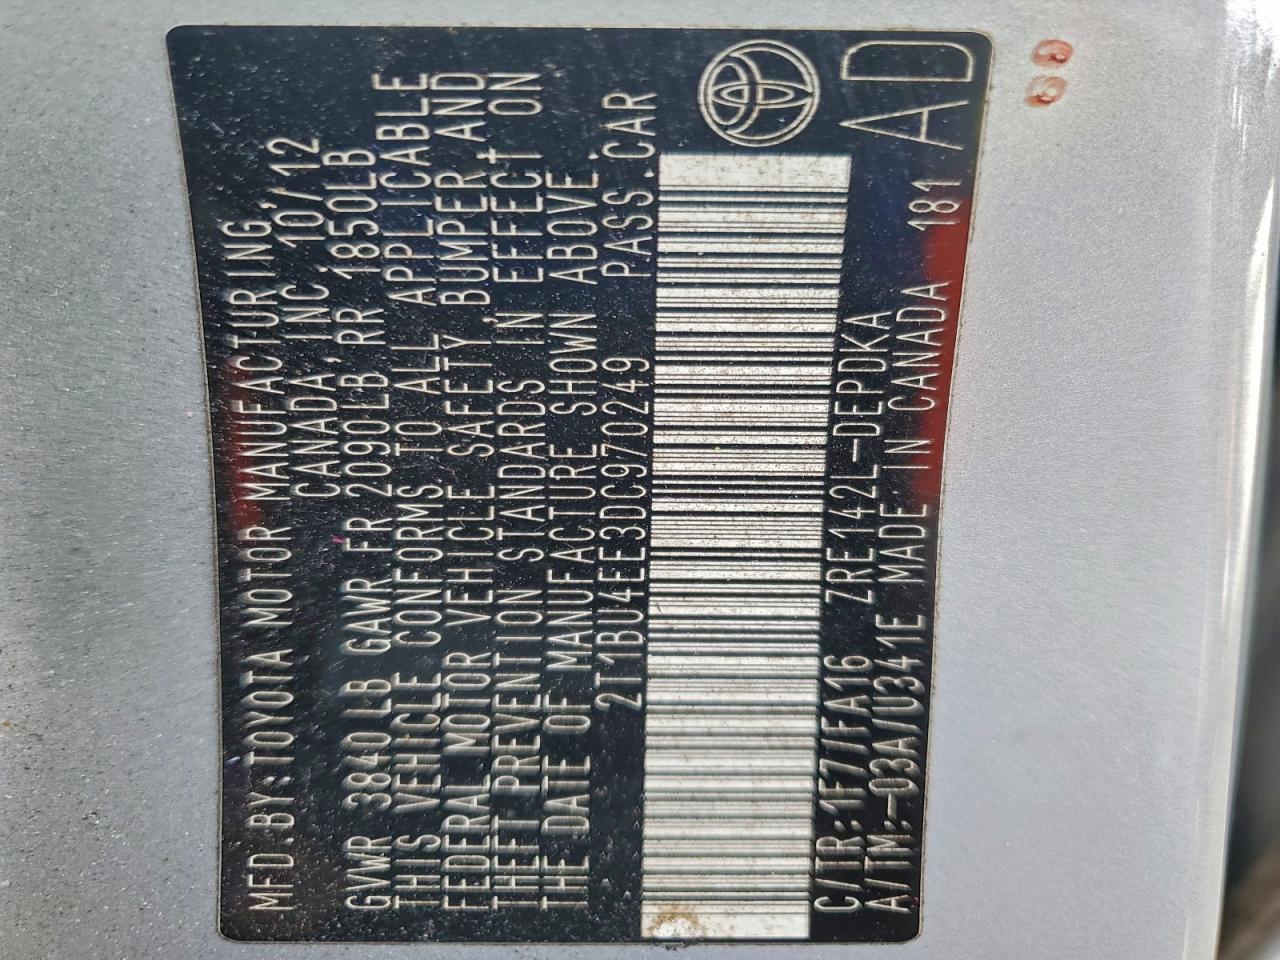 MFD.BY:TOYOTA MOTOR MANUFACTURING,
CANADA, INC 10/12
GVWR 3840LB GAWR FR 2090LB RR 1850LB
THIS VEHICLE CONFORMS TO ALL APPLICABLE
FEDERAL MOTOR VEHICLE SAFETY BUMPER AND
THEFT PREVENTION STANDARDS IN EFFECT ON
THE DATE OF MANUFACTURE SHOWN ABOVE.
2T1BU4EE3DC970249 PASS.CAR
C/TR:1F7/FA16 ZRE142L-DEPDKA
A/TM:-03A/U341E MADE IN CANADA 181 AD